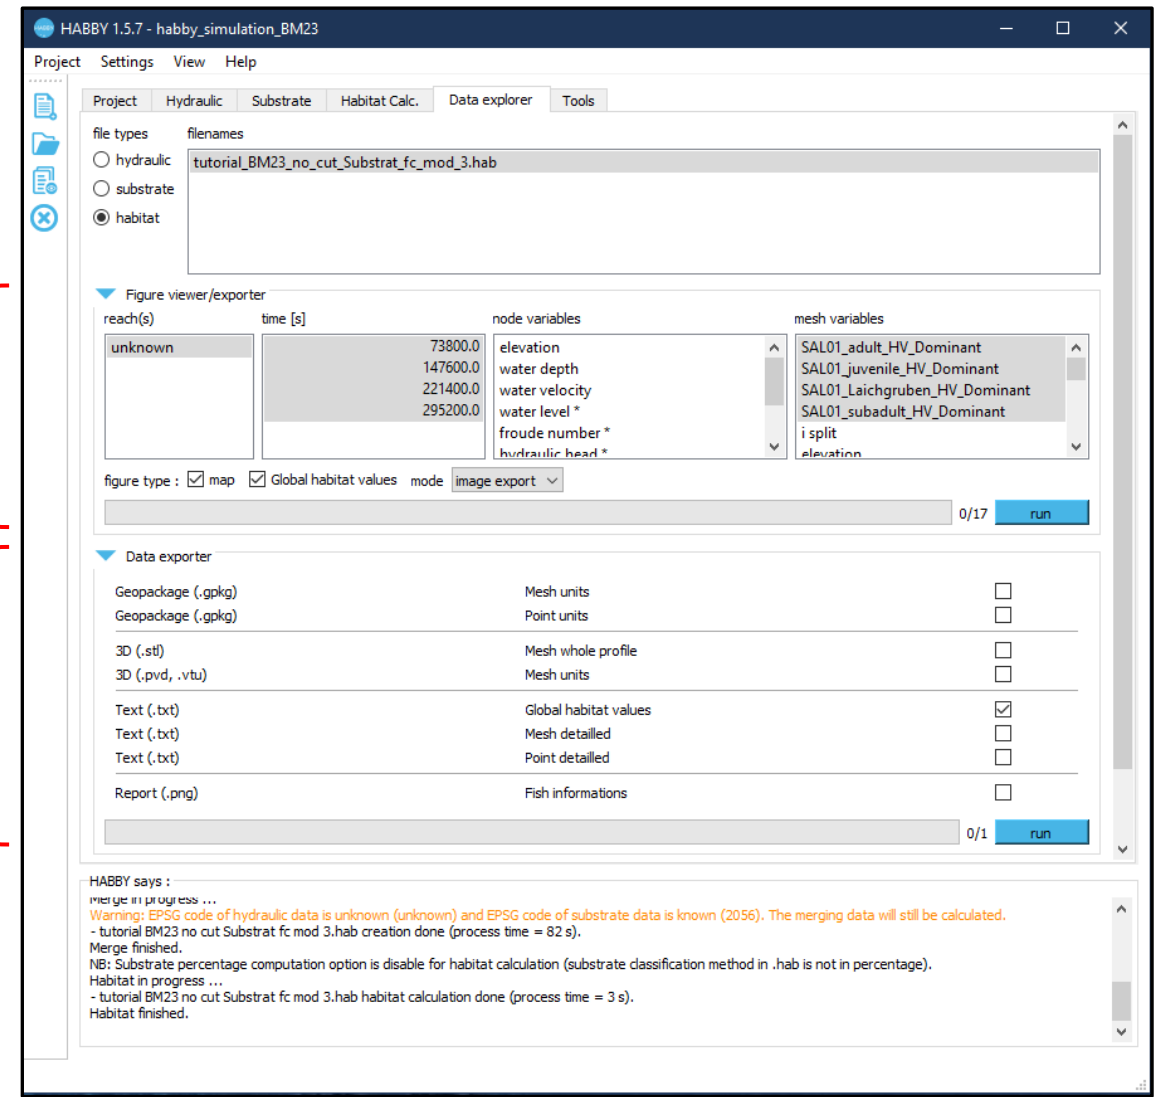 HABBY 1.5.7 - habby_simulation_BM23
Project Settings View Help
Project Hydraulic Substrate Habitat Calc. Data explorer Tools
file types filenames
hydraulic tutorial_BM23_no_cut_Substrat_fc_mod_3.hab
substrate
habitat
Figure viewer/exporter
reach(s) time [s] node variables mesh variables
unknown 73800.0 elevation SAL01_adult_HV_Dominant
147600.0 water depth SAL01_juvenile_HV_Dominant
221400.0 water velocity SAL01_Laichgruben_HV_Dominant
295200.0 water level * SAL01_subadult_HV_Dominant
froude number * i split
hydraulic head * elevation
figure type : map Global habitat values mode image export
0/17 run
Data exporter
Geopackage (.gpkg) Mesh units
Geopackage (.gpkg) Point units
3D (.stl) Mesh whole profile
3D (.pvd, .vtu) Mesh units
Text (.txt) Global habitat values
Text (.txt) Mesh detailled
Text (.txt) Point detailled
Report (.png) Fish informations
0/1 run
HABBY says :
Merge in progress ...
Warning: EPSG code of hydraulic data is unknown (unknown) and EPSG code of substrate data is known (2056). The merging data will still be calculated.
- tutorial BM23 no cut Substrat fc mod 3.hab creation done (process time = 82 s).
Merge finished.
NB: Substrate percentage computation option is disable for habitat calculation (substrate classification method in .hab is not in percentage).
Habitat in progress ...
- tutorial BM23 no cut Substrat fc mod 3.hab habitat calculation done (process time = 3 s).
Habitat finished.